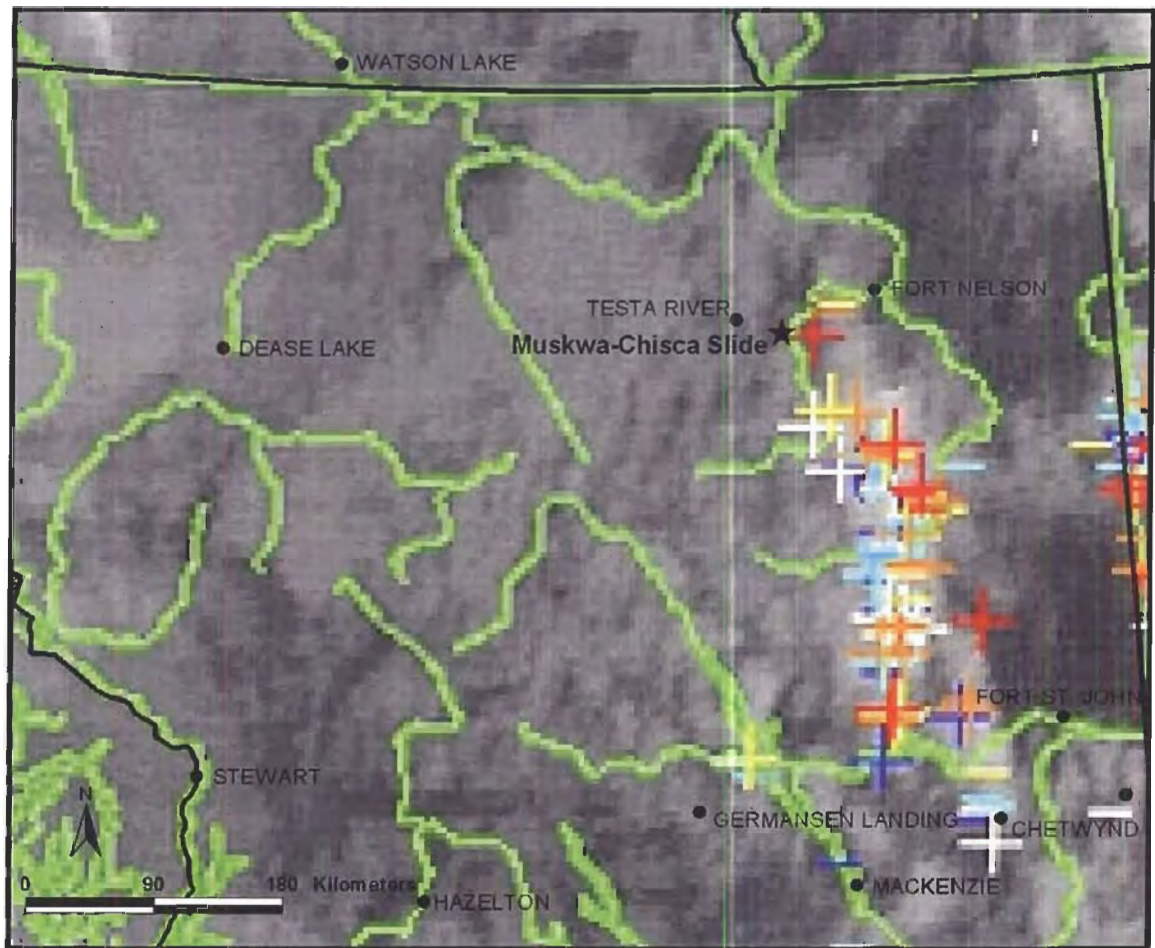 WATSON LAKE
FORT NELSON
TESTA RIVER
Muskwa-Chisca Slide
DEASE LAKE
FORT ST. JOHN
STEWART
N
GERMANSEN LANDING
CHETWYND
0 90 180 Kilometers
MACKENZIE
HAZELTON